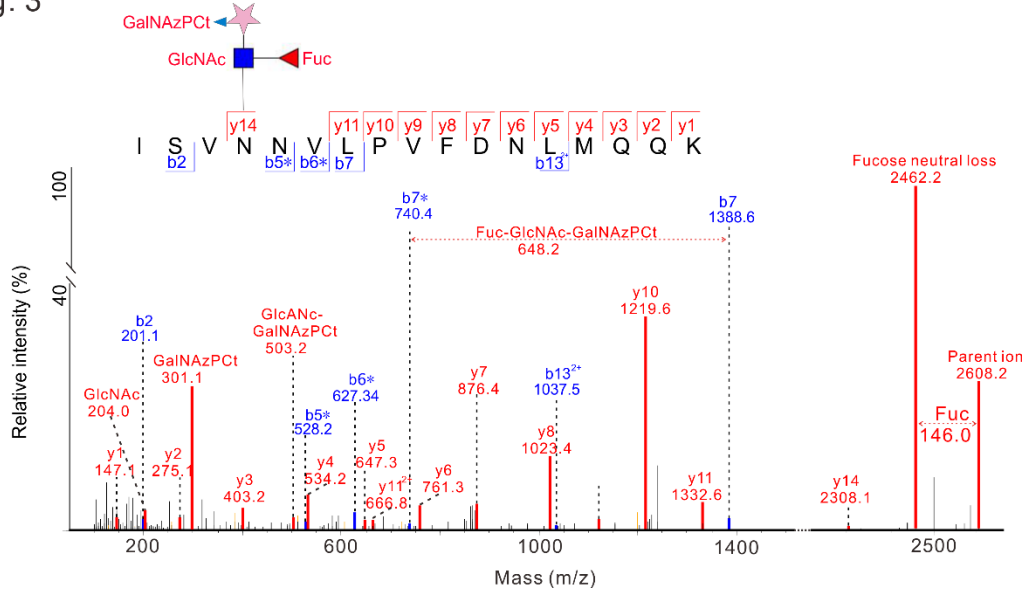 g. 3
GalNAzPCt
GlcNAc
Fuc
y14 y11 y10 y9 y8 y7 y6 y5 y4 y3 y2 y1
I S V N N V L P V F D N L M Q Q K
b2 b5* b6* b7 b13²⁺
Fucose neutral loss
2462.2
100
b7*
740.4
b7
1388.6
Fuc-GlcNAc-GalNAzPCt
648.2
Relative intensity (%)
40
b2
201.1
GlcANc-
GalNAzPCt
503.2
y10
1219.6
GalNAzPCt
301.1
Parent ion
2608.2
GlcNAc
204.0
b6*
627.34
y7
876.4
b13²⁺
1037.5
b5*
528.2
Fuc
146.0
y1
147.1
y2
275.1
y3
403.2
y4
534.2
y5
647.3
y11²⁺
666.8
y6
761.3
y8
1023.4
y11
1332.6
y14
2308.1
200 600 1000 1400 2500
Mass (m/z)